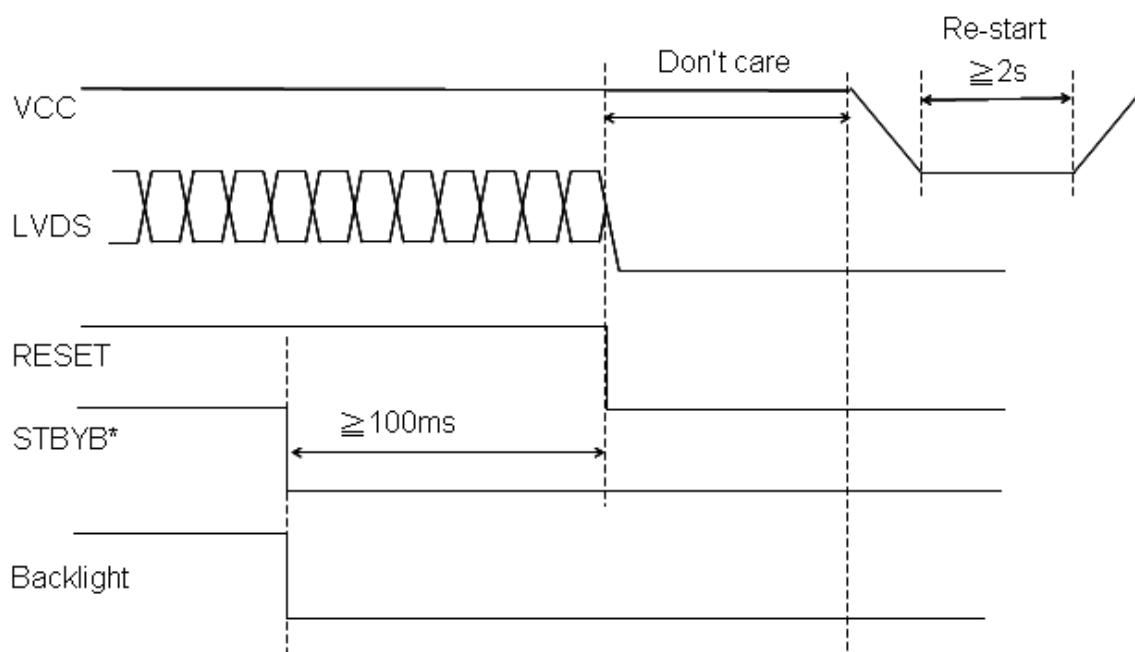 Re-start
≧2s
Don't care
VCC
LVDS
RESET
≧100ms
STBYB*
Backlight